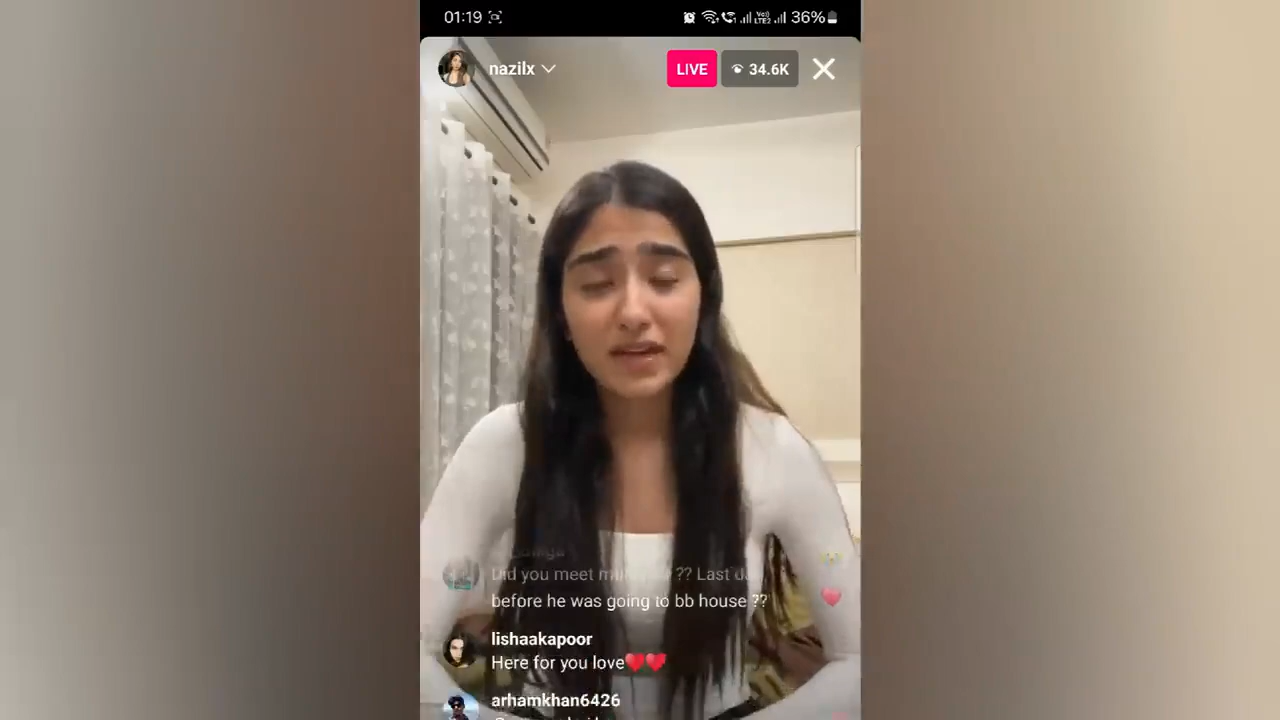 01:19
36%
nazilx
LIVE
34.6K
Did you meet ?? Last
before he was going to bb house ??
lishaakapoor
Here for you love
arhamkhan6426